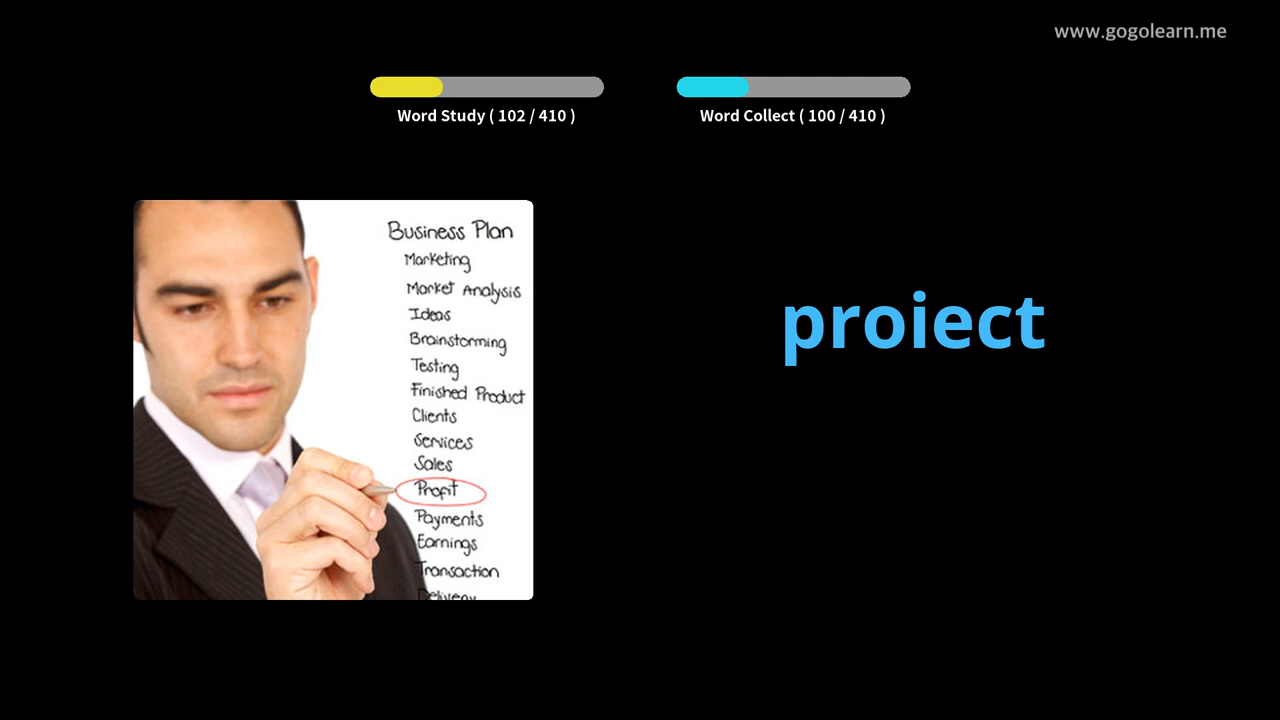 www.gogolearn.me
Word Study ( 102 / 410 )
Word Collect ( 100 / 410 )
Business Plan
Marketing
Market Analysis
Ideas
Brainstorming
Testing
Finished Product
Clients
Services
Sales
Profit
Payments
Earnings
Transaction
Delivery
proiect